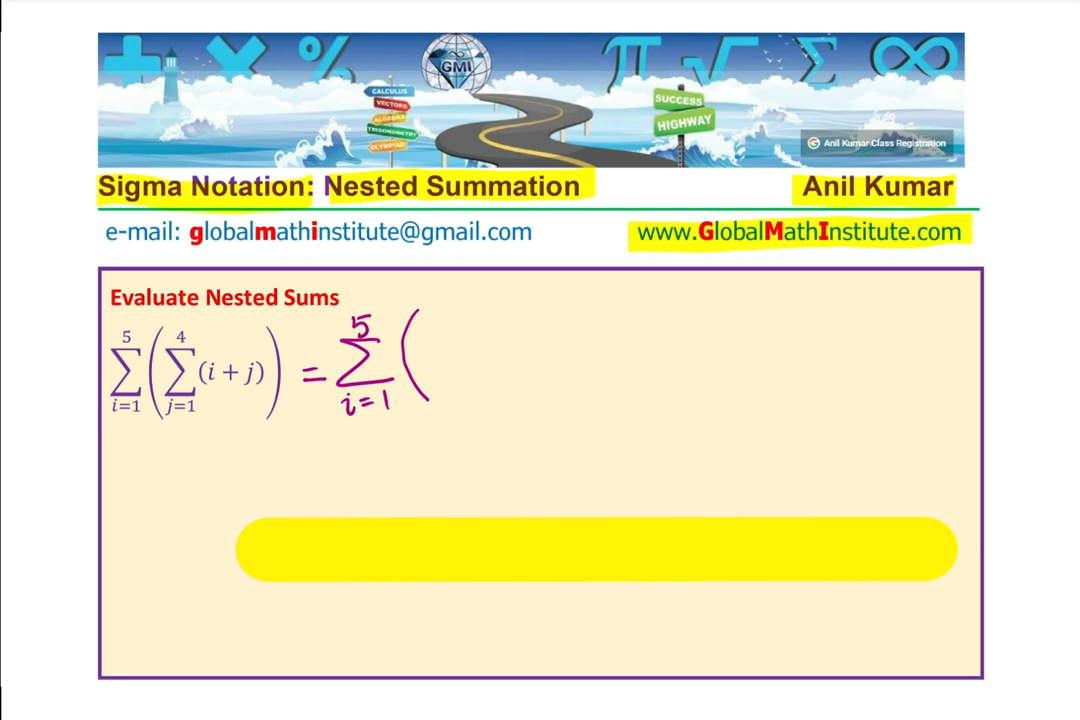 + × % GMI π √ Σ ∞
CALCULUS
VECTORS
ALGEBRA
TRIGONOMETRY
OLYMPIAD
SUCCESS
HIGHWAY
Anil Kumar Class Registration
Sigma Notation: Nested Summation Anil Kumar
e-mail: globalmathinstitute@gmail.com www.GlobalMathInstitute.com
Evaluate Nested Sums
5 4 5
∑ ( ∑ (i + j) ) = ∑ (
i=1 j=1 i=1